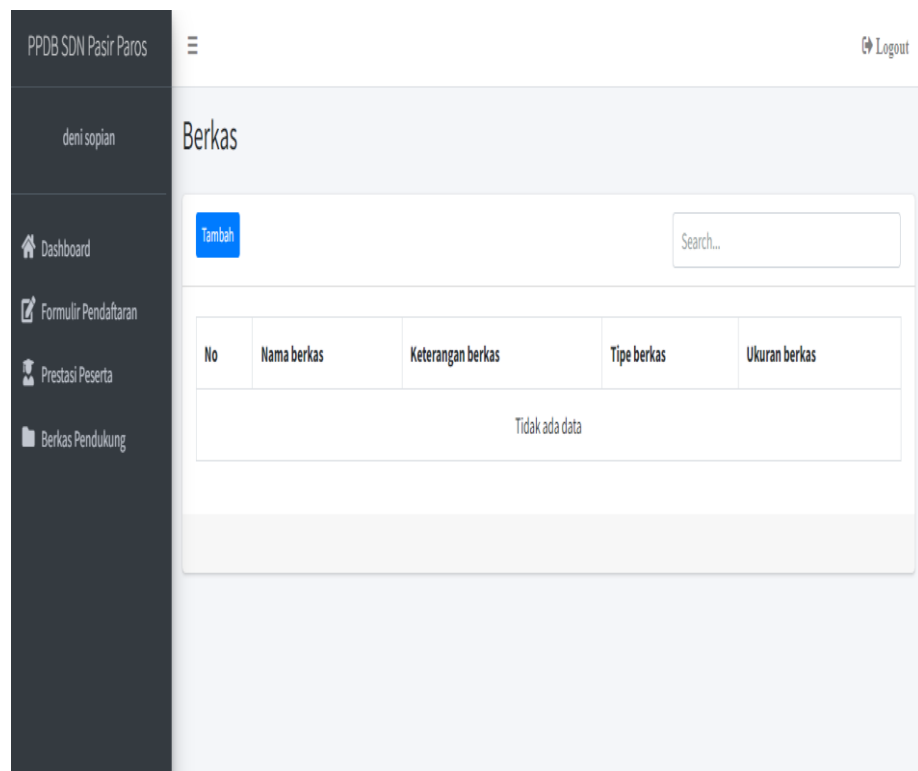 PPDB SDN Pasir Paros
Logout
deni sopian
Berkas
Tambah
Search...
Dashboard
Formulir Pendaftaran
Prestasi Peserta
Berkas Pendukung
No Nama berkas Keterangan berkas Tipe berkas Ukuran berkas
Tidak ada data